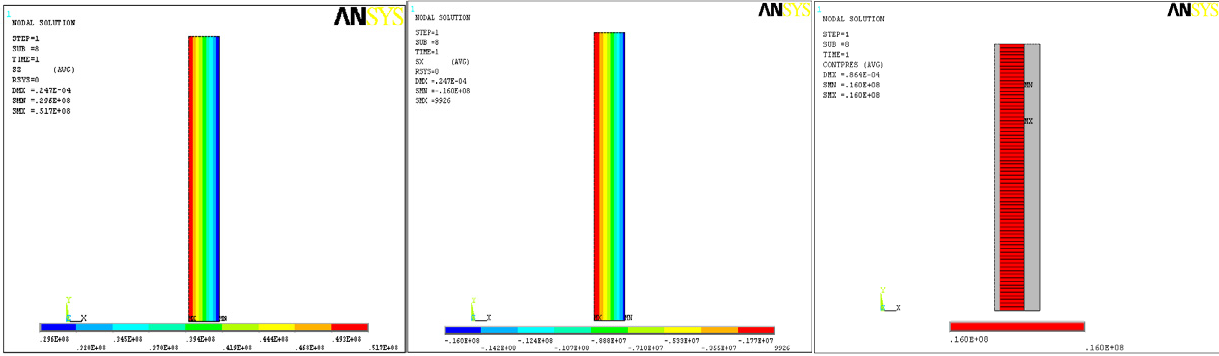 1
ANSYS
NODAL SOLUTION
STEP=1
SUB =8
TIME=1
SZ (AVG)
RSYS=0
DMX =.247E-04
SMN =.296E+08
SMX =.517E+08
MX MN
Y
Z X
.296E+08 .345E+08 .394E+08 .444E+08 .493E+08
.320E+08 .370E+08 .419E+08 .468E+08 .517E+08
1
ANSYS
NODAL SOLUTION
STEP=1
SUB =8
TIME=1
SX (AVG)
RSYS=0
DMX =.247E-04
SMN =-.160E+08
SMX =9926
MX MN
Y
Z X
-.160E+08 -.124E+08 -.888E+07 -.533E+07 -.177E+07
-.142E+08 -.107E+08 -.710E+07 -.355E+07 9926
1
ANSYS
NODAL SOLUTION
STEP=1
SUB =8
TIME=1
CONTPRES (AVG)
DMX =.864E-04
SMN =.160E+08
SMX =.160E+08
MN
MX
Y
Z X
.160E+08 .160E+08